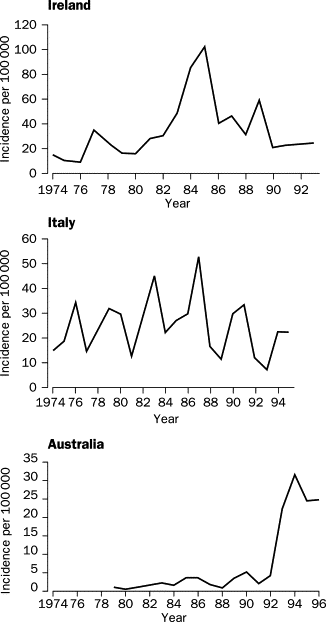 Ireland
Incidence per 100 000
120
100
80
60
40
20
0
1974 76 78 80 82 84 86 88 90 92
Year
Italy
Incidence per 100 000
60
50
40
30
20
10
0
1974 76 78 80 82 84 86 88 90 92 94
Year
Australia
Incidence per 100 000
35
30
25
20
15
10
5
0
1974 76 78 80 82 84 86 88 90 92 94 96
Year